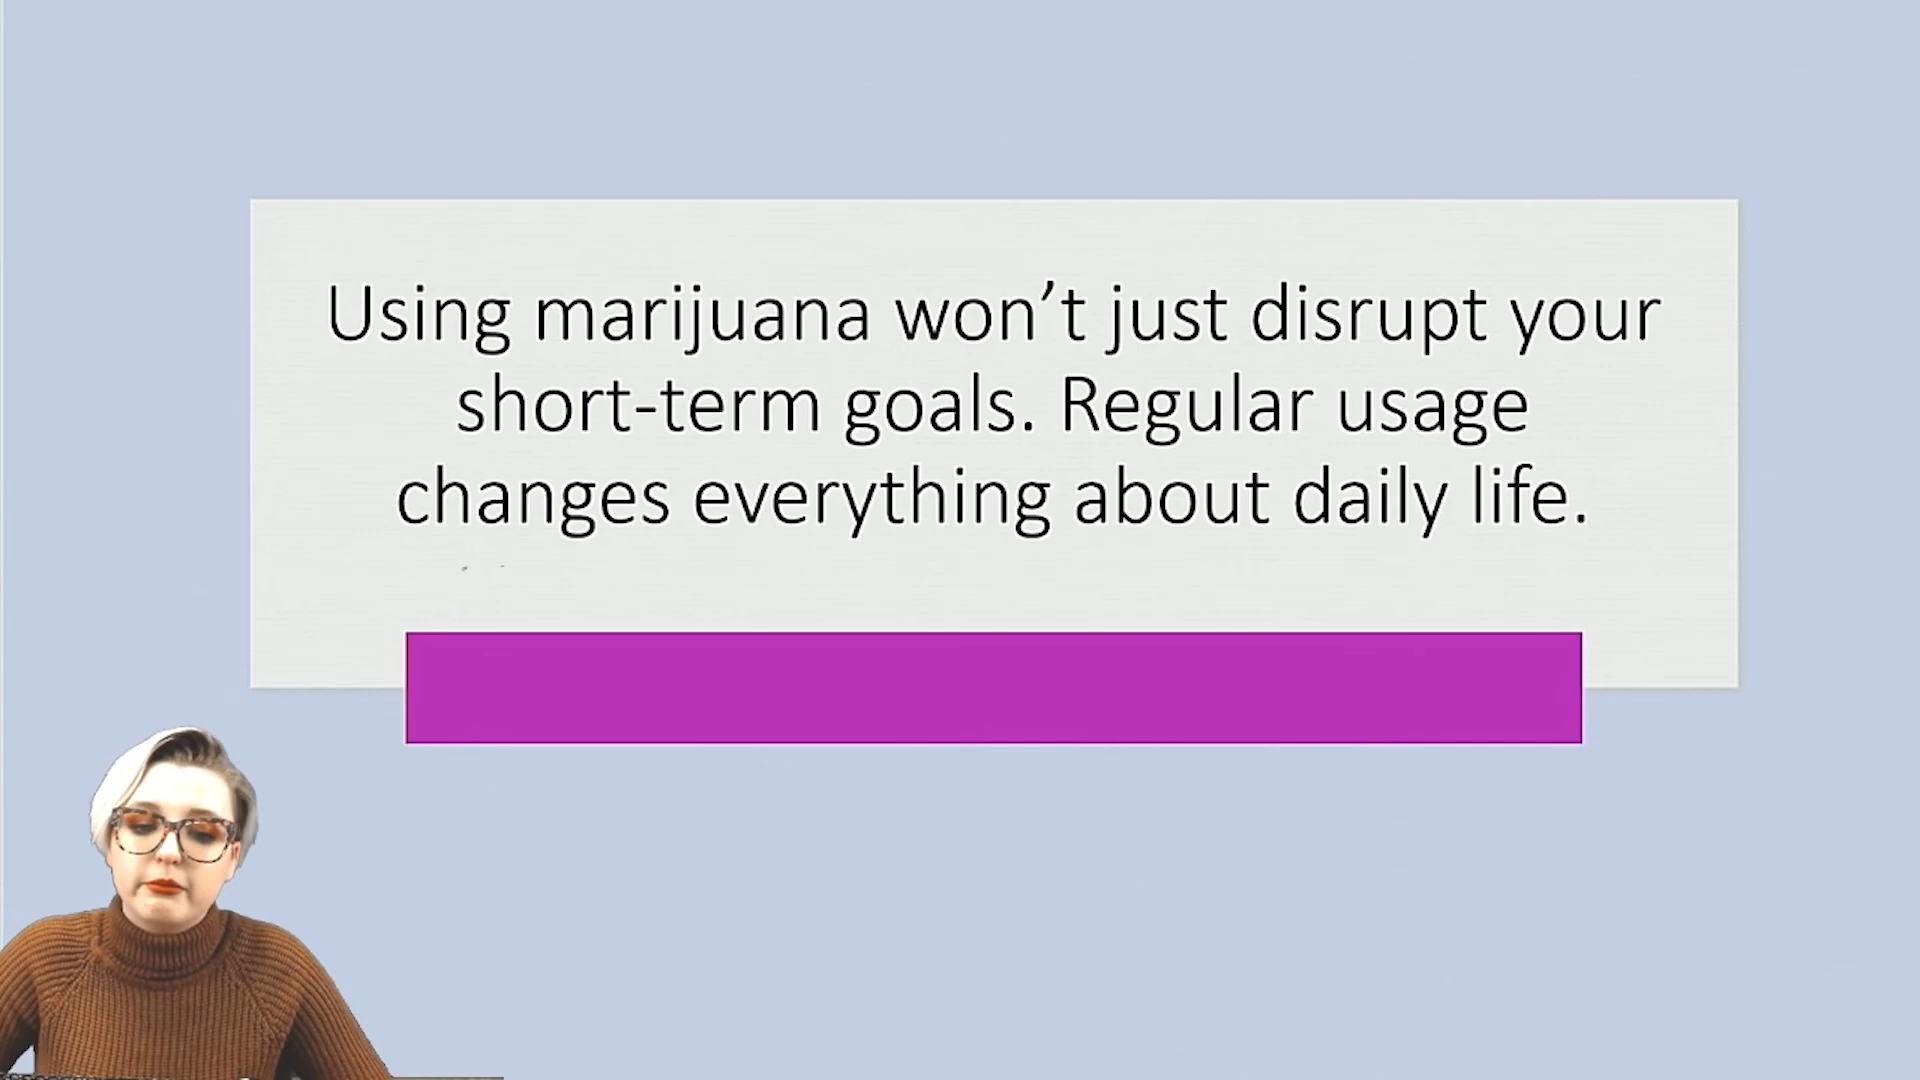 Using marijuana won’t just disrupt your
short-term goals. Regular usage
changes everything about daily life.